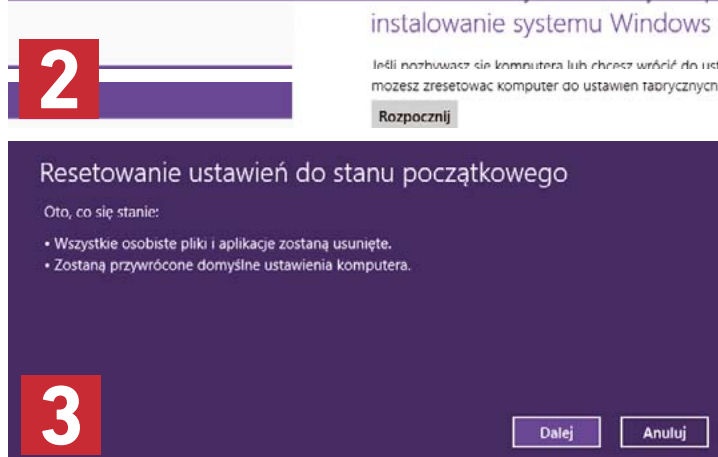 instalowanie systemu Windows
Jeśli pozbywasz się komputera lub chcesz wrócić do
możesz zresetować komputer do ustawień fabrycznych
Rozpocznij
2
Resetowanie ustawień do stanu początkowego
Oto, co się stanie:
• Wszystkie osobiste pliki i aplikacje zostaną usunięte.
• Zostaną przywrócone domyślne ustawienia komputera.
3
Dalej
Anuluj